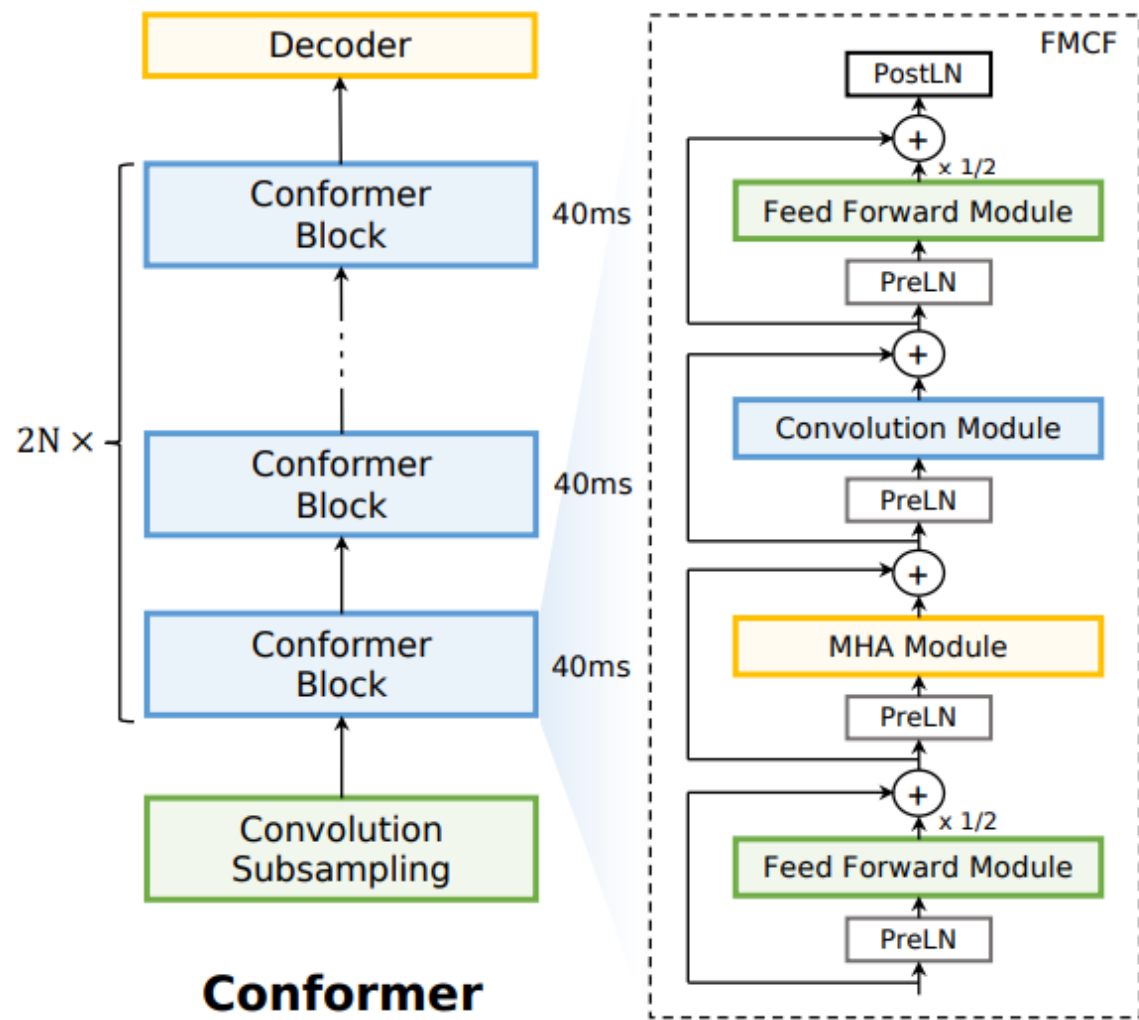 Decoder
Conformer
Block
40ms
2N ×
Conformer
Block
40ms
Conformer
Block
40ms
Convolution
Subsampling
Conformer
FMCF
PostLN
+
x 1/2
Feed Forward Module
PreLN
+
Convolution Module
PreLN
+
MHA Module
PreLN
+
x 1/2
Feed Forward Module
PreLN